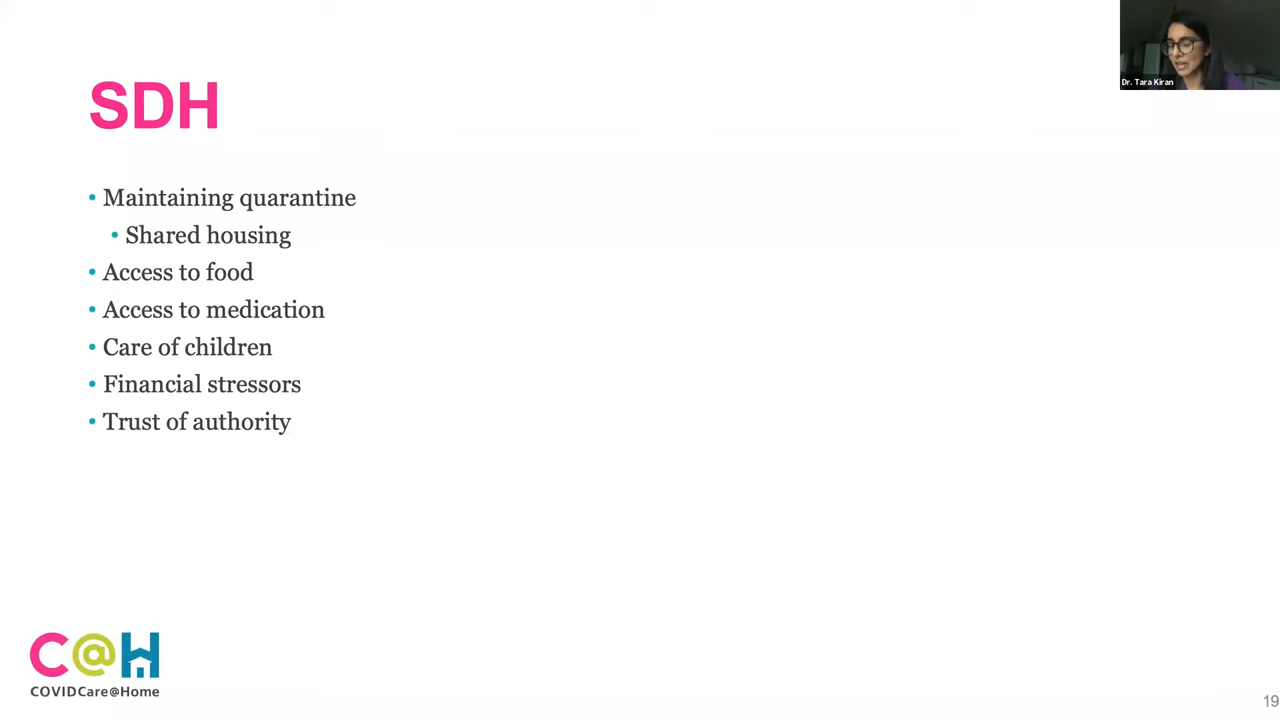 SDH
Dr. Tara Kiran
• Maintaining quarantine
• Shared housing
• Access to food
• Access to medication
• Care of children
• Financial stressors
• Trust of authority
C@H
COVIDCare@Home
19